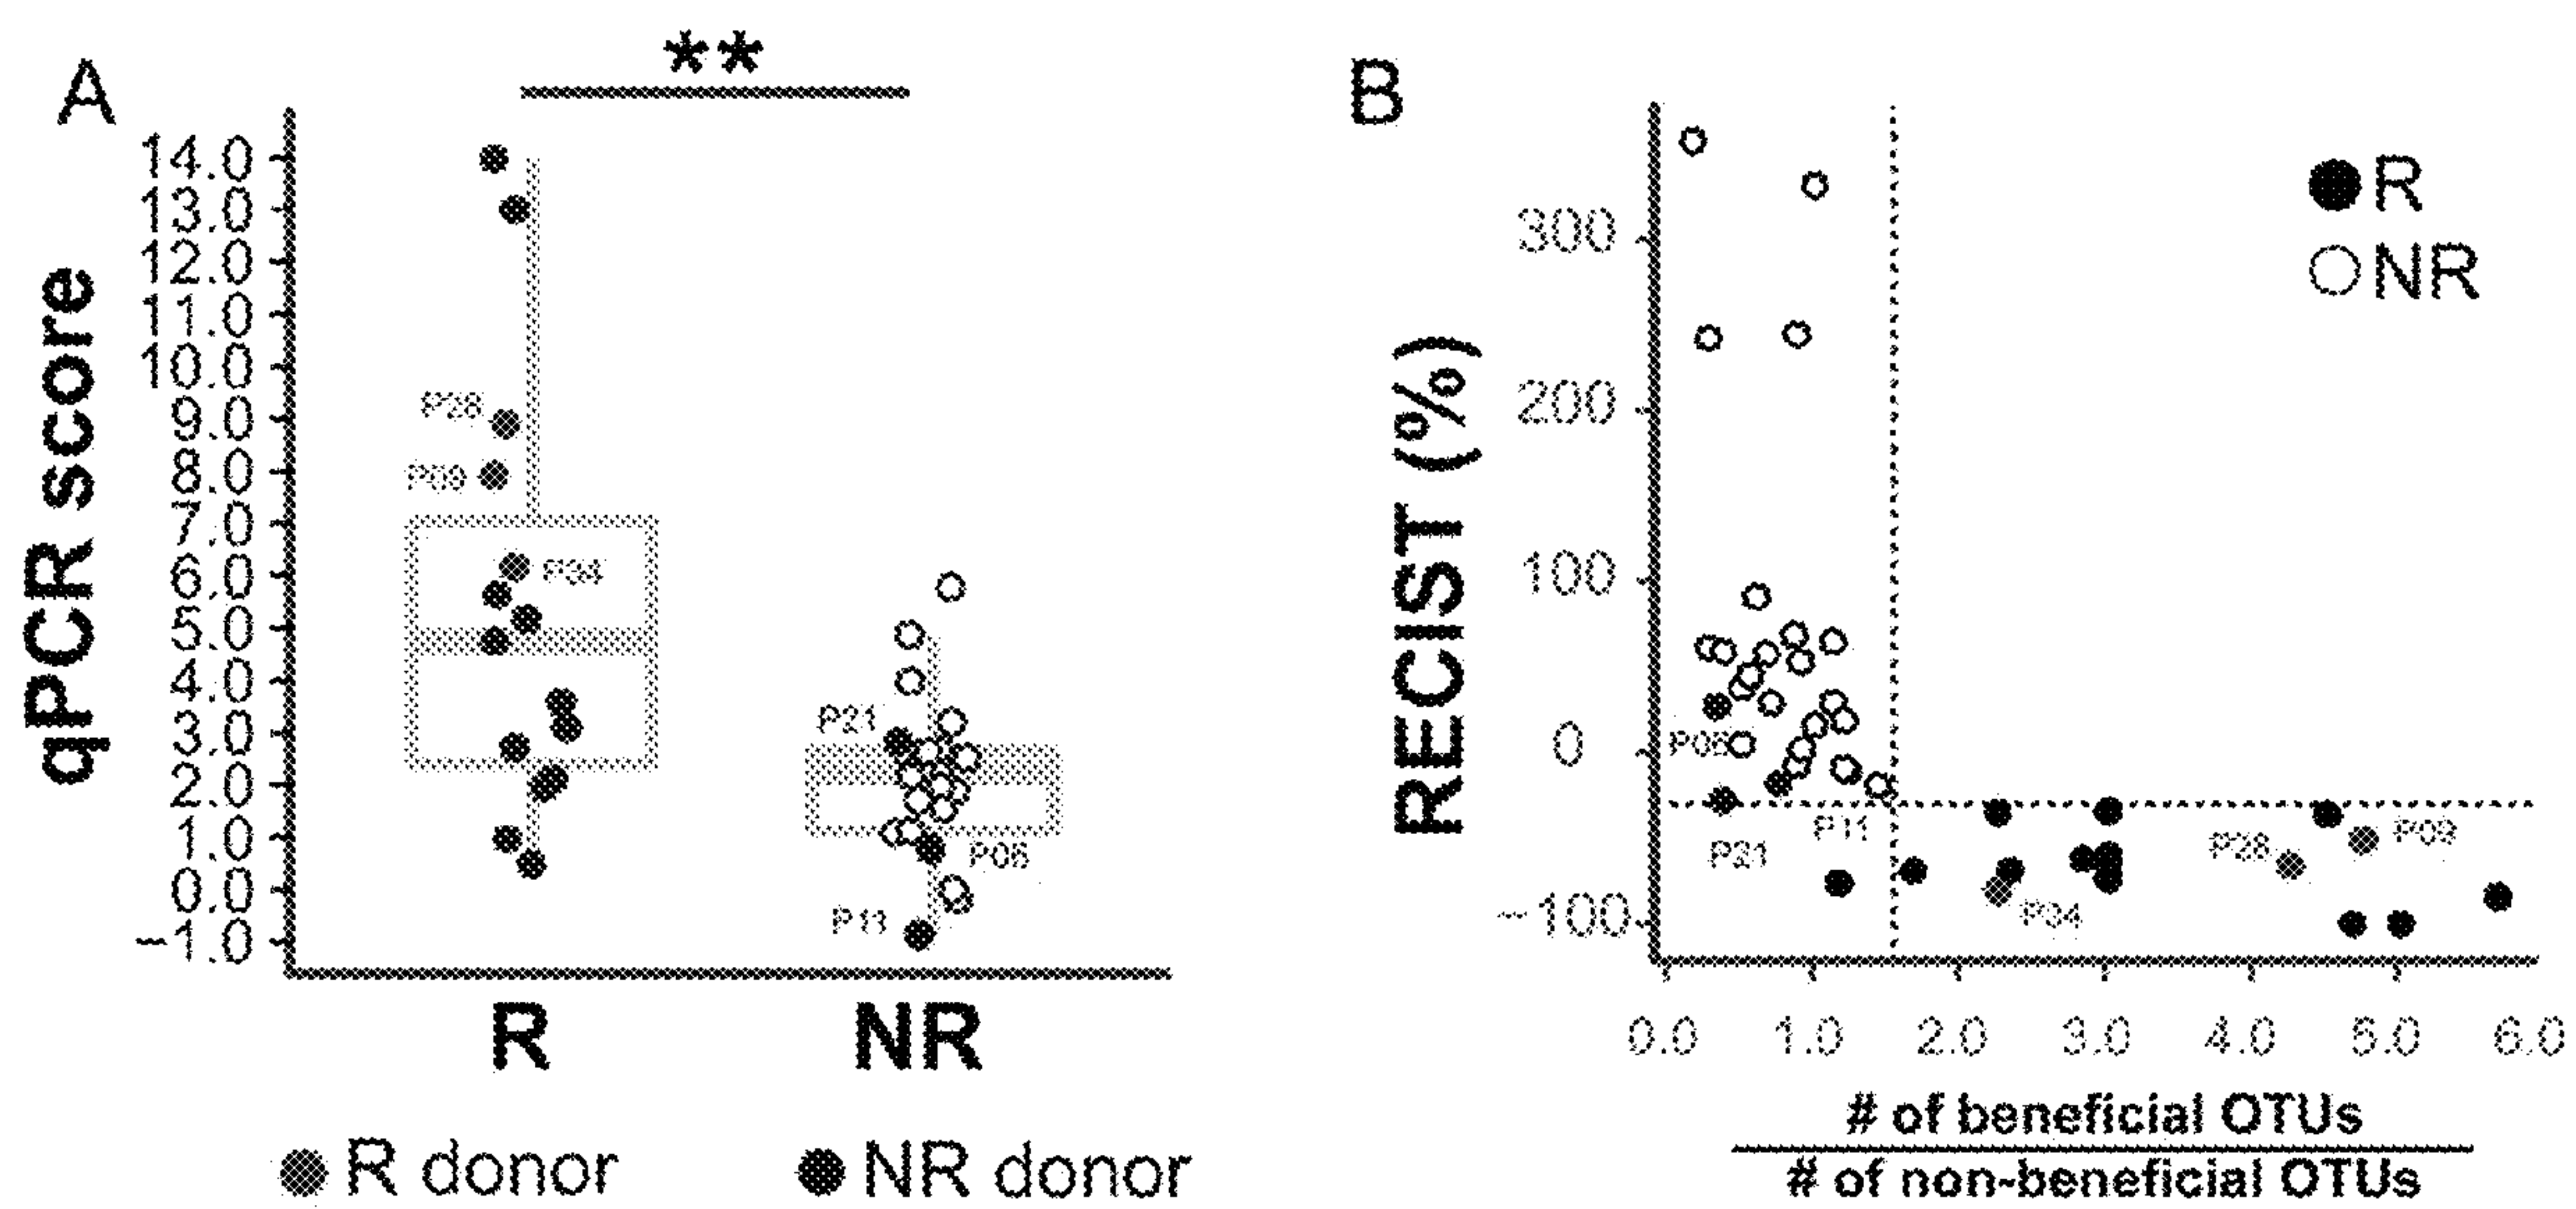 A
**
qPCR score
14.0
13.0
12.0
11.0
10.0
9.0
8.0
7.0
6.0
5.0
4.0
3.0
2.0
1.0
0.0
−1.0
P28
P09
P34
P21
P06
P11
R
NR
R donor
NR donor
B
R
NR
RECIST (%)
300
200
100
0
−100
P06
P21
P11
P28
P09
P34
0.0 1.0 2.0 3.0 4.0 5.0 6.0
# of beneficial OTUs
# of non-beneficial OTUs